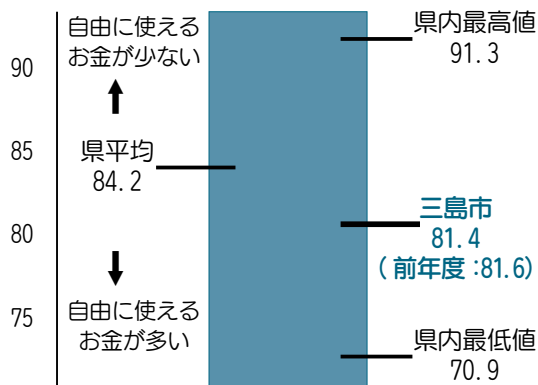 90
85
80
75
自由に使える
お金が少ない
県平均
84.2
自由に使える
お金が多い
県内最高値
91.3
三島市
81.4
(前年度:81.6)
県内最低値
70.9